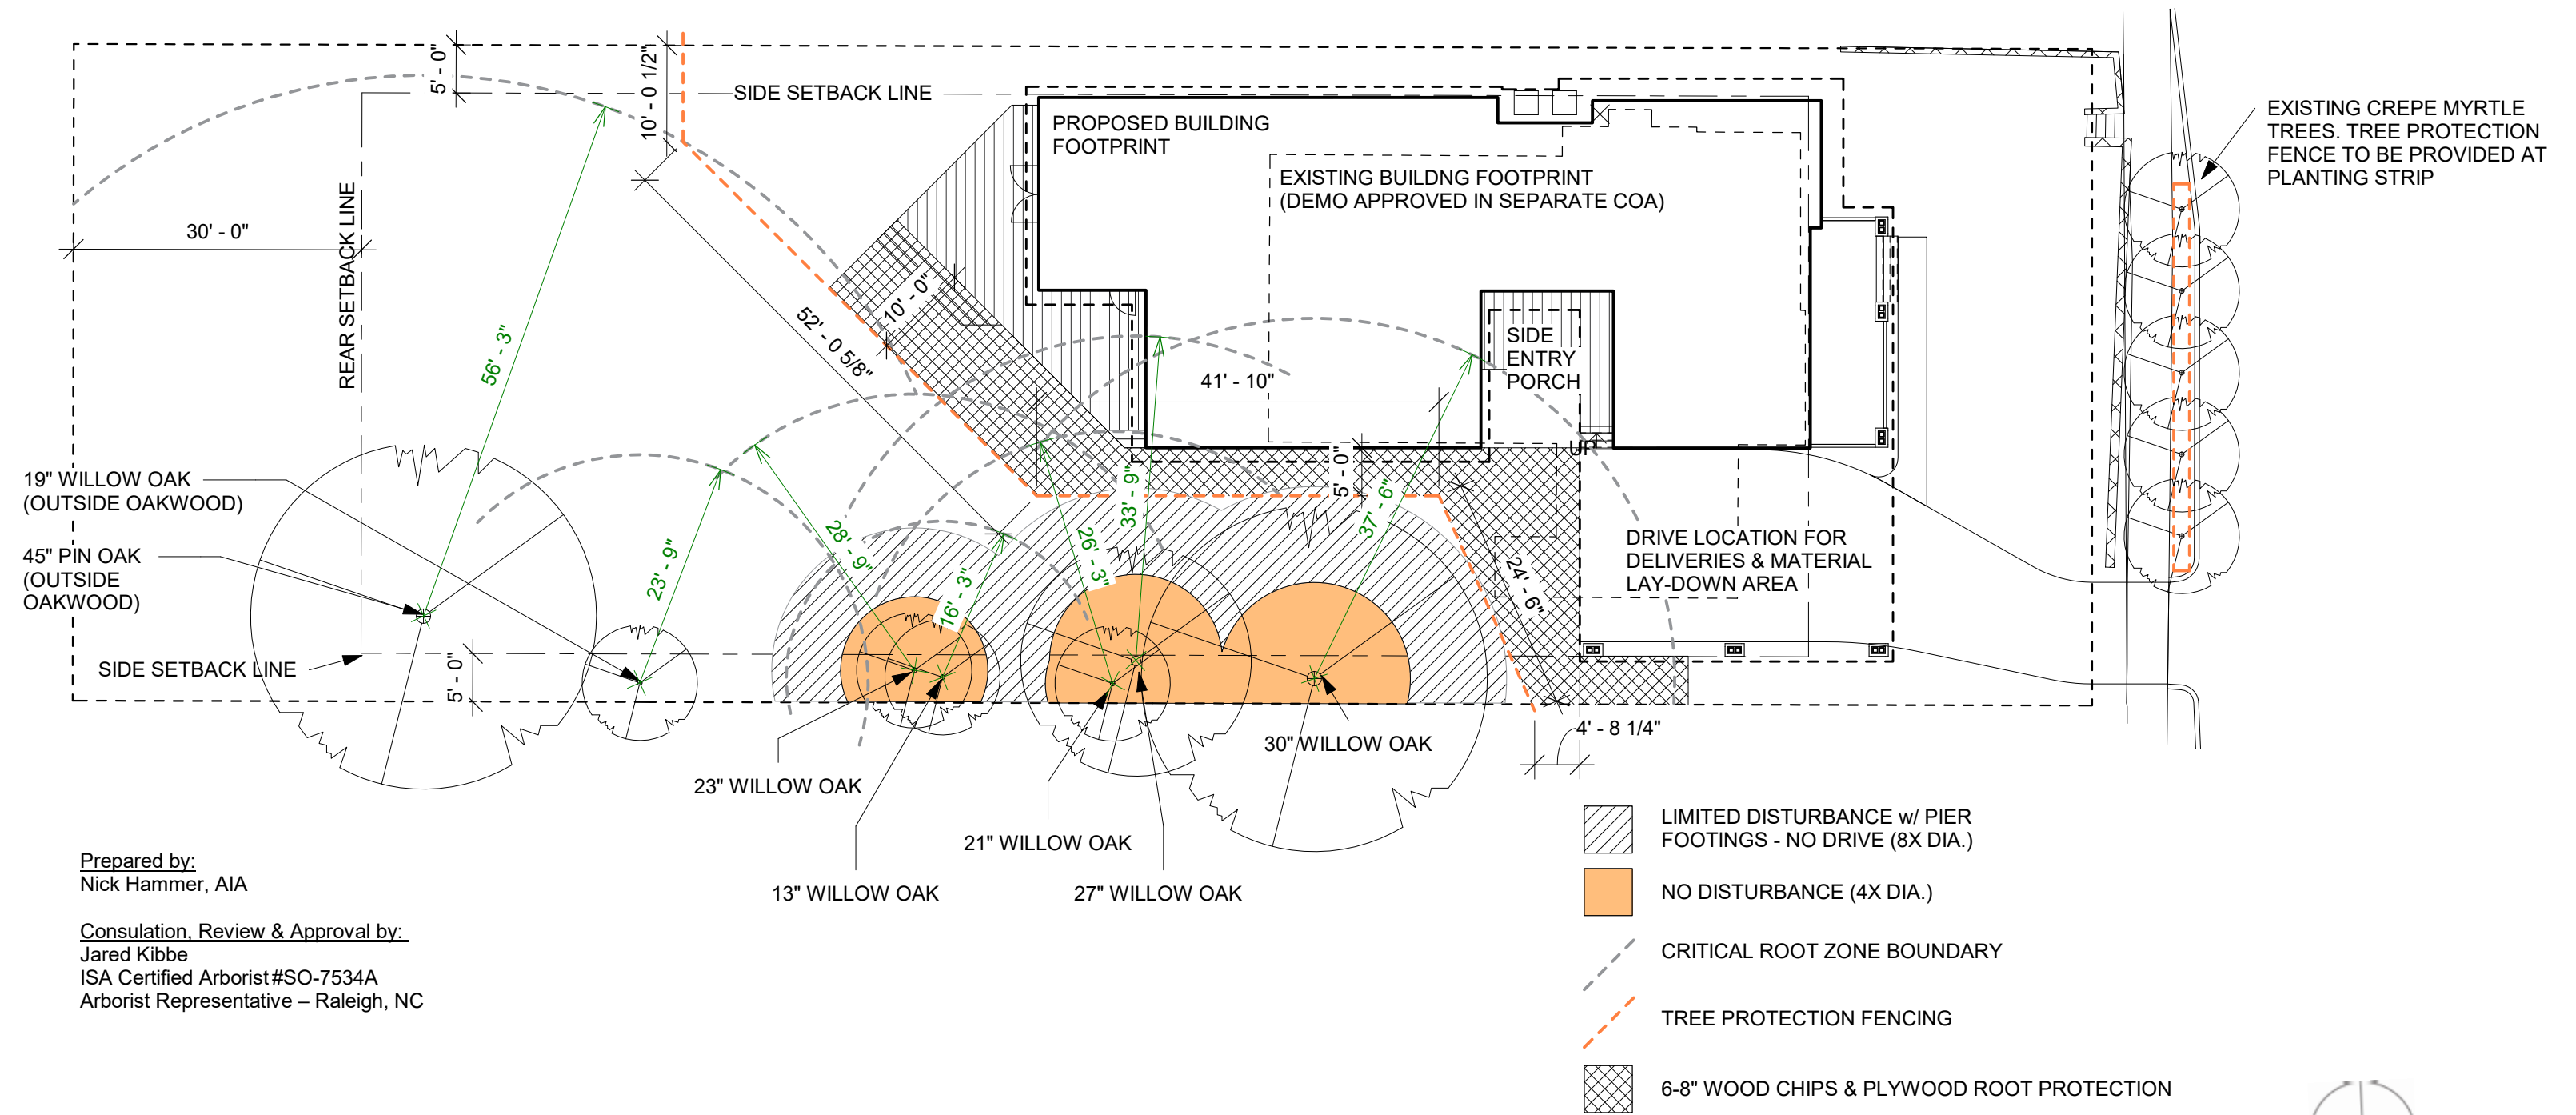 5' - 0"
10' - 0 1/2"
SIDE SETBACK LINE
PROPOSED BUILDING
FOOTPRINT
EXISTING BUILDNG FOOTPRINT
(DEMO APPROVED IN SEPARATE COA)
EXISTING CREPE MYRTLE
TREES. TREE PROTECTION
FENCE TO BE PROVIDED AT
PLANTING STRIP
30' - 0"
REAR SETBACK LINE
56' - 3"
52' - 0 5/8"
10' - 0"
41' - 10"
SIDE
ENTRY
PORCH
UP
5' - 0"
19" WILLOW OAK
(OUTSIDE OAKWOOD)
45" PIN OAK
(OUTSIDE
OAKWOOD)
23' - 9"
28' - 9"
16' - 3"
26' - 3"
33' - 9"
37' - 6"
24' - 6"
DRIVE LOCATION FOR
DELIVERIES & MATERIAL
LAY-DOWN AREA
SIDE SETBACK LINE
5' - 0"
4' - 8 1/4"
30" WILLOW OAK
23" WILLOW OAK
21" WILLOW OAK
13" WILLOW OAK
27" WILLOW OAK
Prepared by:
Nick Hammer, AIA
Consulation, Review & Approval by:
Jared Kibbe
ISA Certified Arborist #SO-7534A
Arborist Representative – Raleigh, NC
LIMITED DISTURBANCE w/ PIER
FOOTINGS - NO DRIVE (8X DIA.)
NO DISTURBANCE (4X DIA.)
CRITICAL ROOT ZONE BOUNDARY
TREE PROTECTION FENCING
6-8" WOOD CHIPS & PLYWOOD ROOT PROTECTION